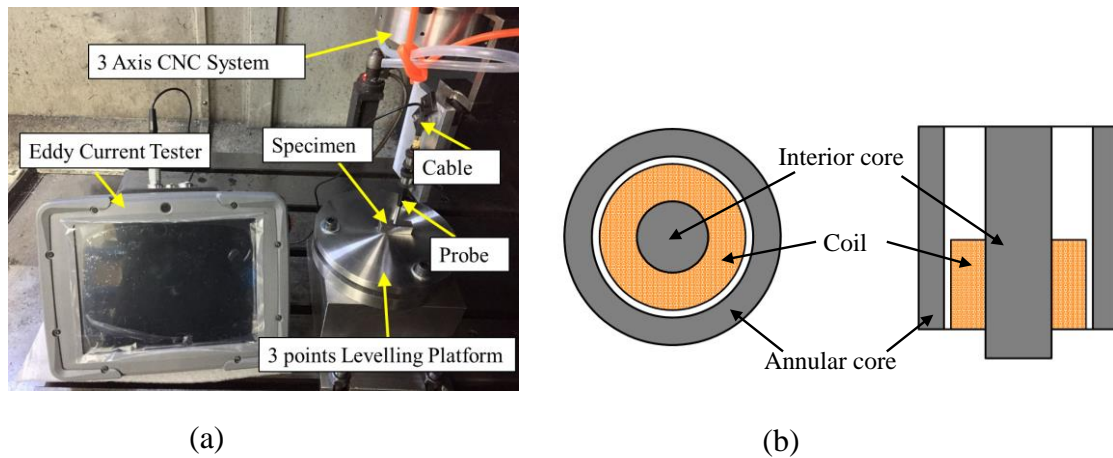 3 Axis CNC System
Eddy Current Tester
Specimen
Cable
Probe
3 points Levelling Platform
(a)
Interior core
Coil
Annular core
(b)